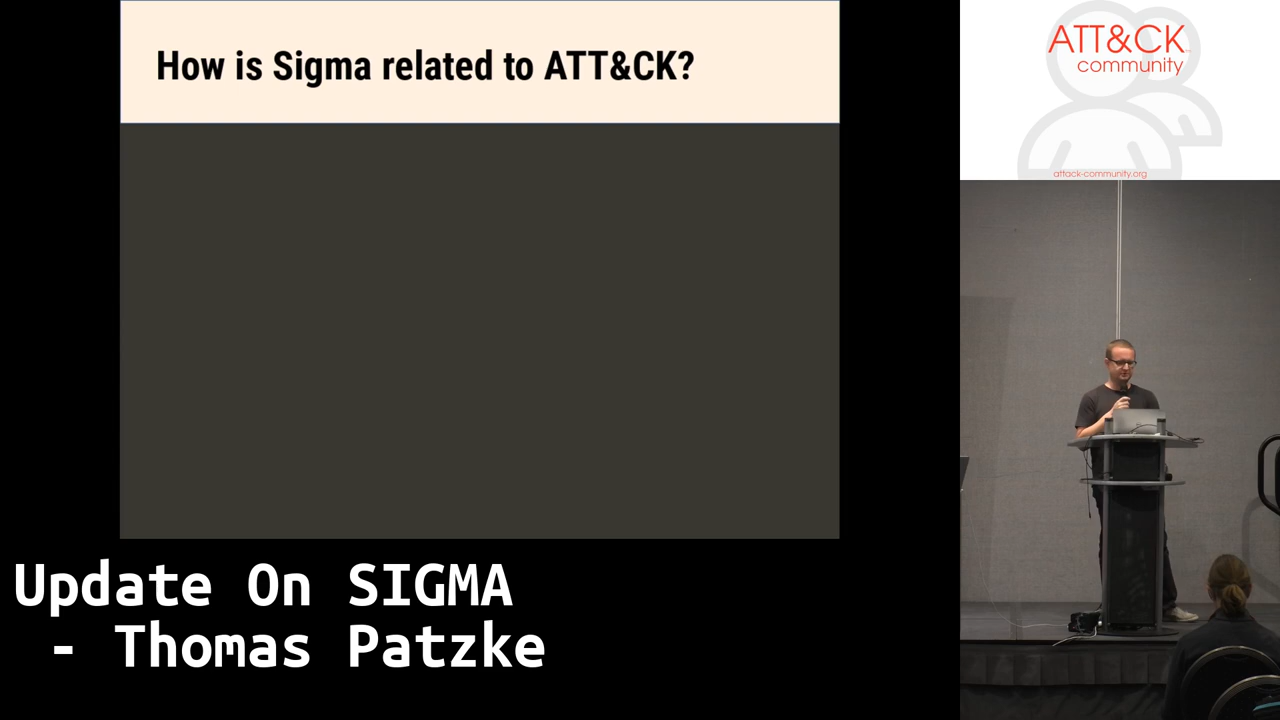 How is Sigma related to ATT&CK?
ATT&CK
community
attack-community.org
Update On SIGMA
- Thomas Patzke